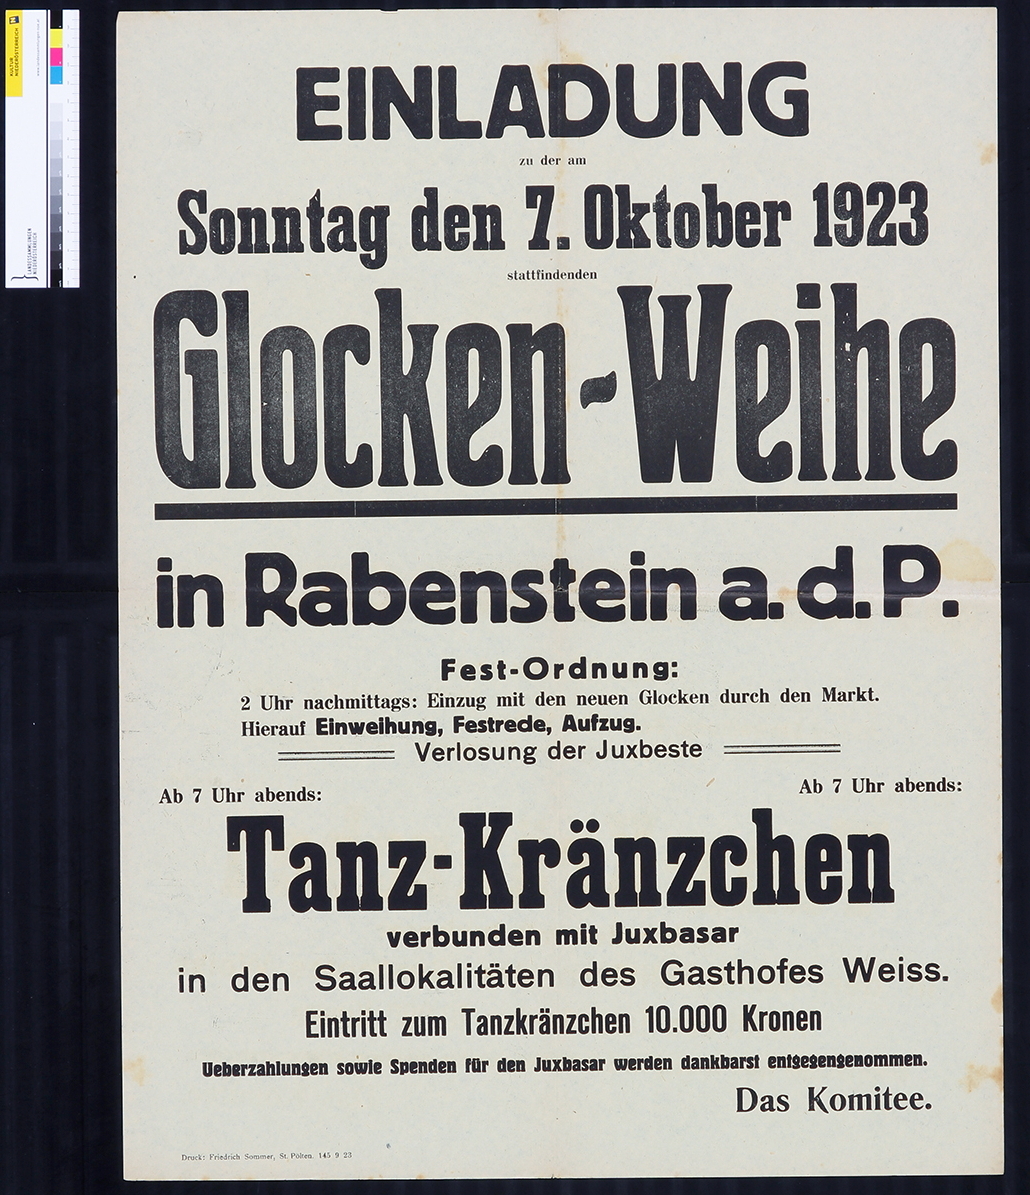 KULTUR
NIEDERÖSTERREICH
LANDESSAMMLUNGEN
NIEDERÖSTERREICH
EINLADUNG
zu der am
Sonntag den 7. Oktober 1923
stattfindenden
Glocken-Weihe
in Rabenstein a. d. P.
Fest-Ordnung:
2 Uhr nachmittags: Einzug mit den neuen Glocken durch den Markt.
Hierauf Einweihung, Festrede, Aufzug.
Verlosung der Juxbeste
Ab 7 Uhr abends: Ab 7 Uhr abends:
Tanz-Kränzchen
verbunden mit Juxbasar
in den Saallokalitäten des Gasthofes Weiss.
Eintritt zum Tanzkränzchen 10.000 Kronen
Ueberzahlungen sowie Spenden für den Juxbasar werden dankbarst entgegengenommen.
Das Komitee.
Druck: Friedrich Sommer, St. Pölten. 145 9 23